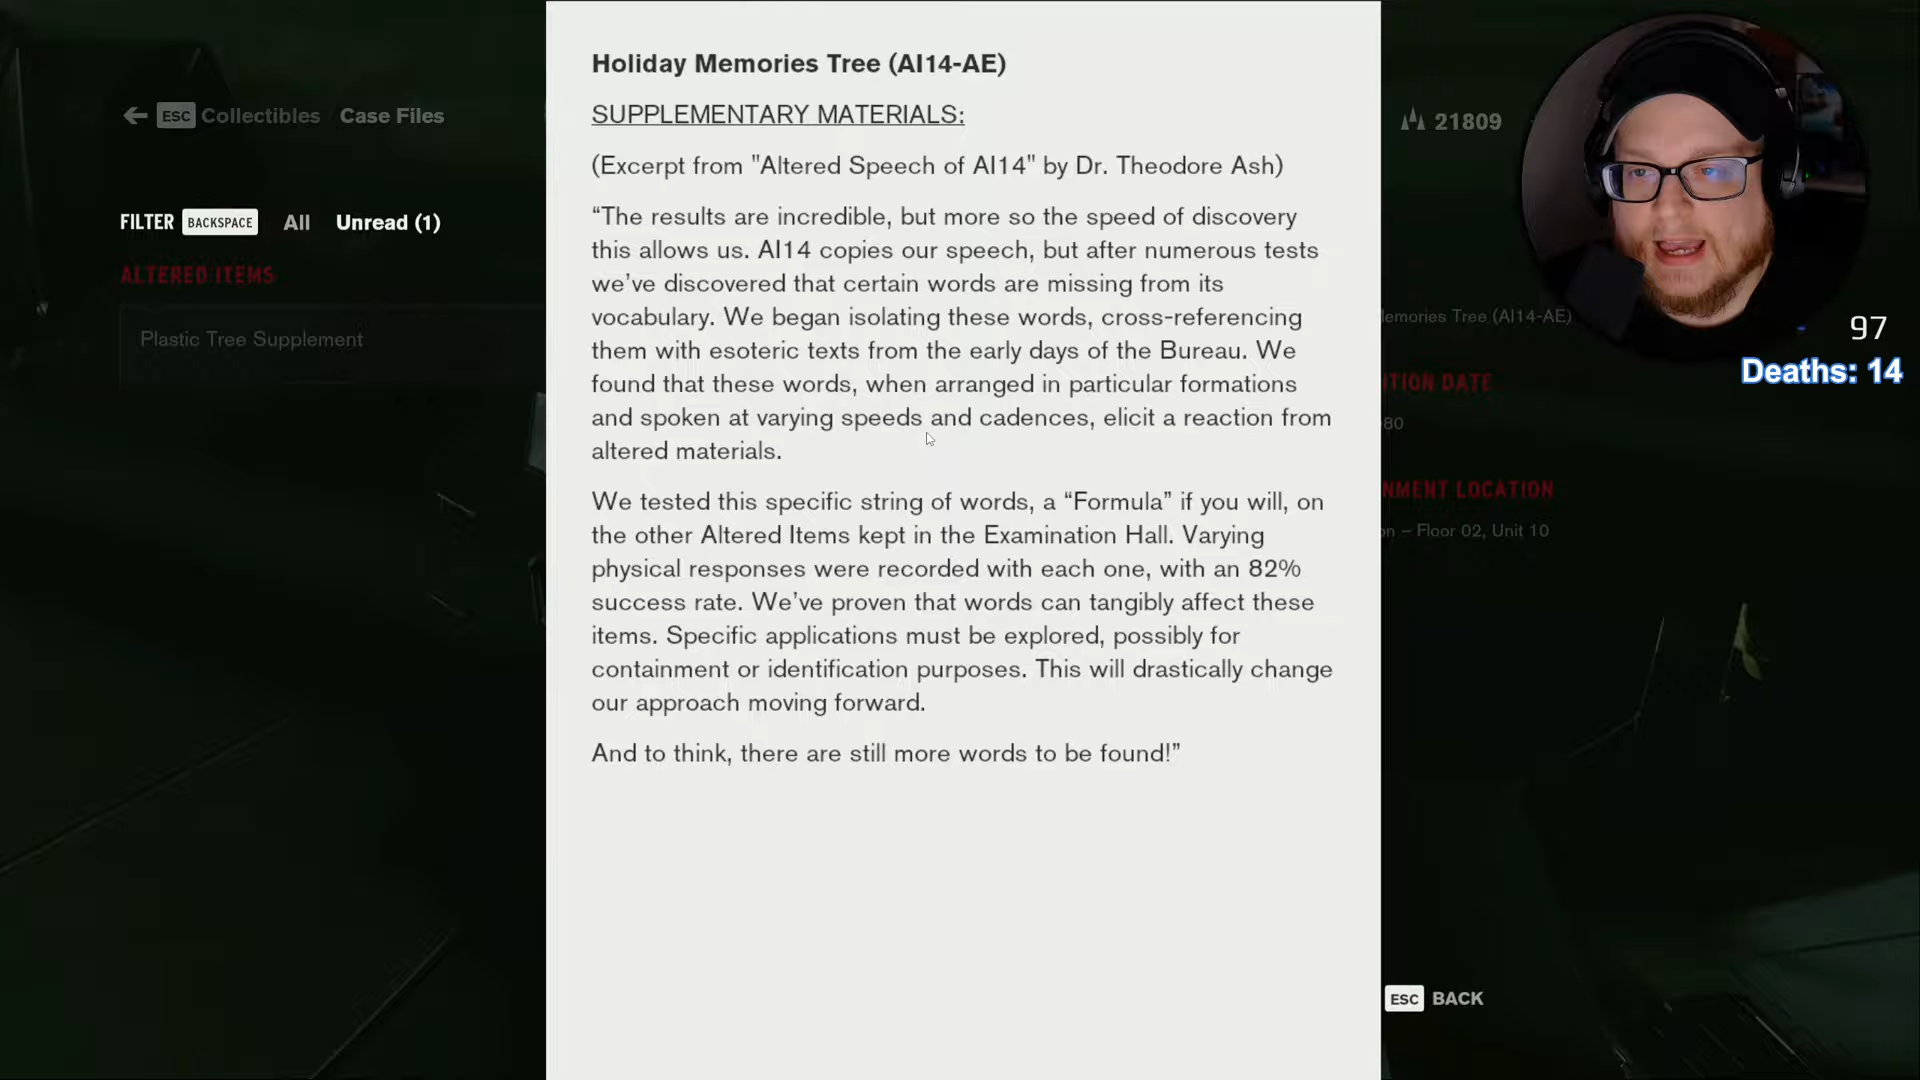 Holiday Memories Tree (AI14-AE)
← ESC Collectibles Case Files
SUPPLEMENTARY MATERIALS:
21809
(Excerpt from "Altered Speech of AI14" by Dr. Theodore Ash)
FILTER BACKSPACE All Unread (1)
ALTERED ITEMS
Plastic Tree Supplement
“The results are incredible, but more so the speed of discovery
this allows us. AI14 copies our speech, but after numerous tests
we’ve discovered that certain words are missing from its
vocabulary. We began isolating these words, cross-referencing
them with esoteric texts from the early days of the Bureau. We
found that these words, when arranged in particular formations
and spoken at varying speeds and cadences, elicit a reaction from
altered materials.
We tested this specific string of words, a “Formula” if you will, on
the other Altered Items kept in the Examination Hall. Varying
physical responses were recorded with each one, with an 82%
success rate. We’ve proven that words can tangibly affect these
items. Specific applications must be explored, possibly for
containment or identification purposes. This will drastically change
our approach moving forward.
And to think, there are still more words to be found!”
emories Tree (AI14-AE)
97
Deaths: 14
ITION DATE
80
NMENT LOCATION
n – Floor 02, Unit 10
ESC BACK